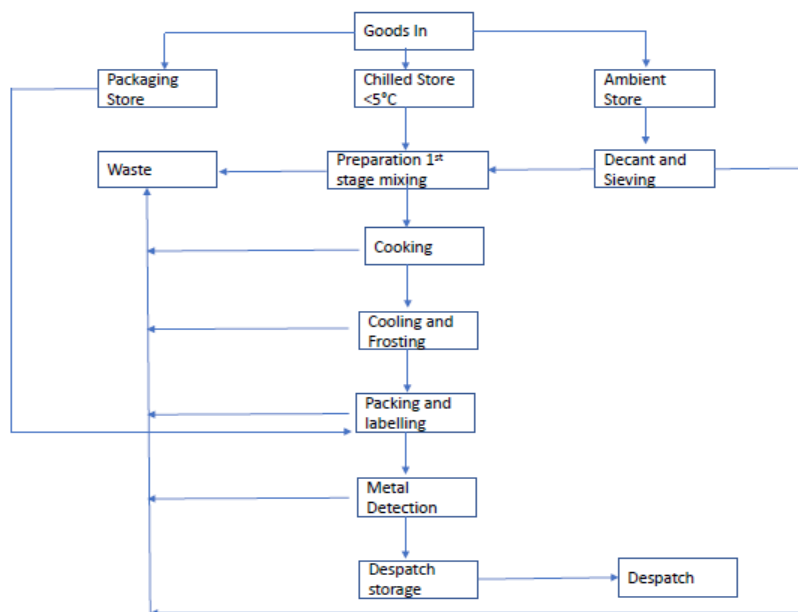 Goods In
Packaging
Store
Chilled Store
<5°C
Ambient
Store
Waste
Preparation 1st
stage mixing
Decant and
Sieving
Cooking
Cooling and
Frosting
Packing and
labelling
Metal
Detection
Despatch
storage
Despatch